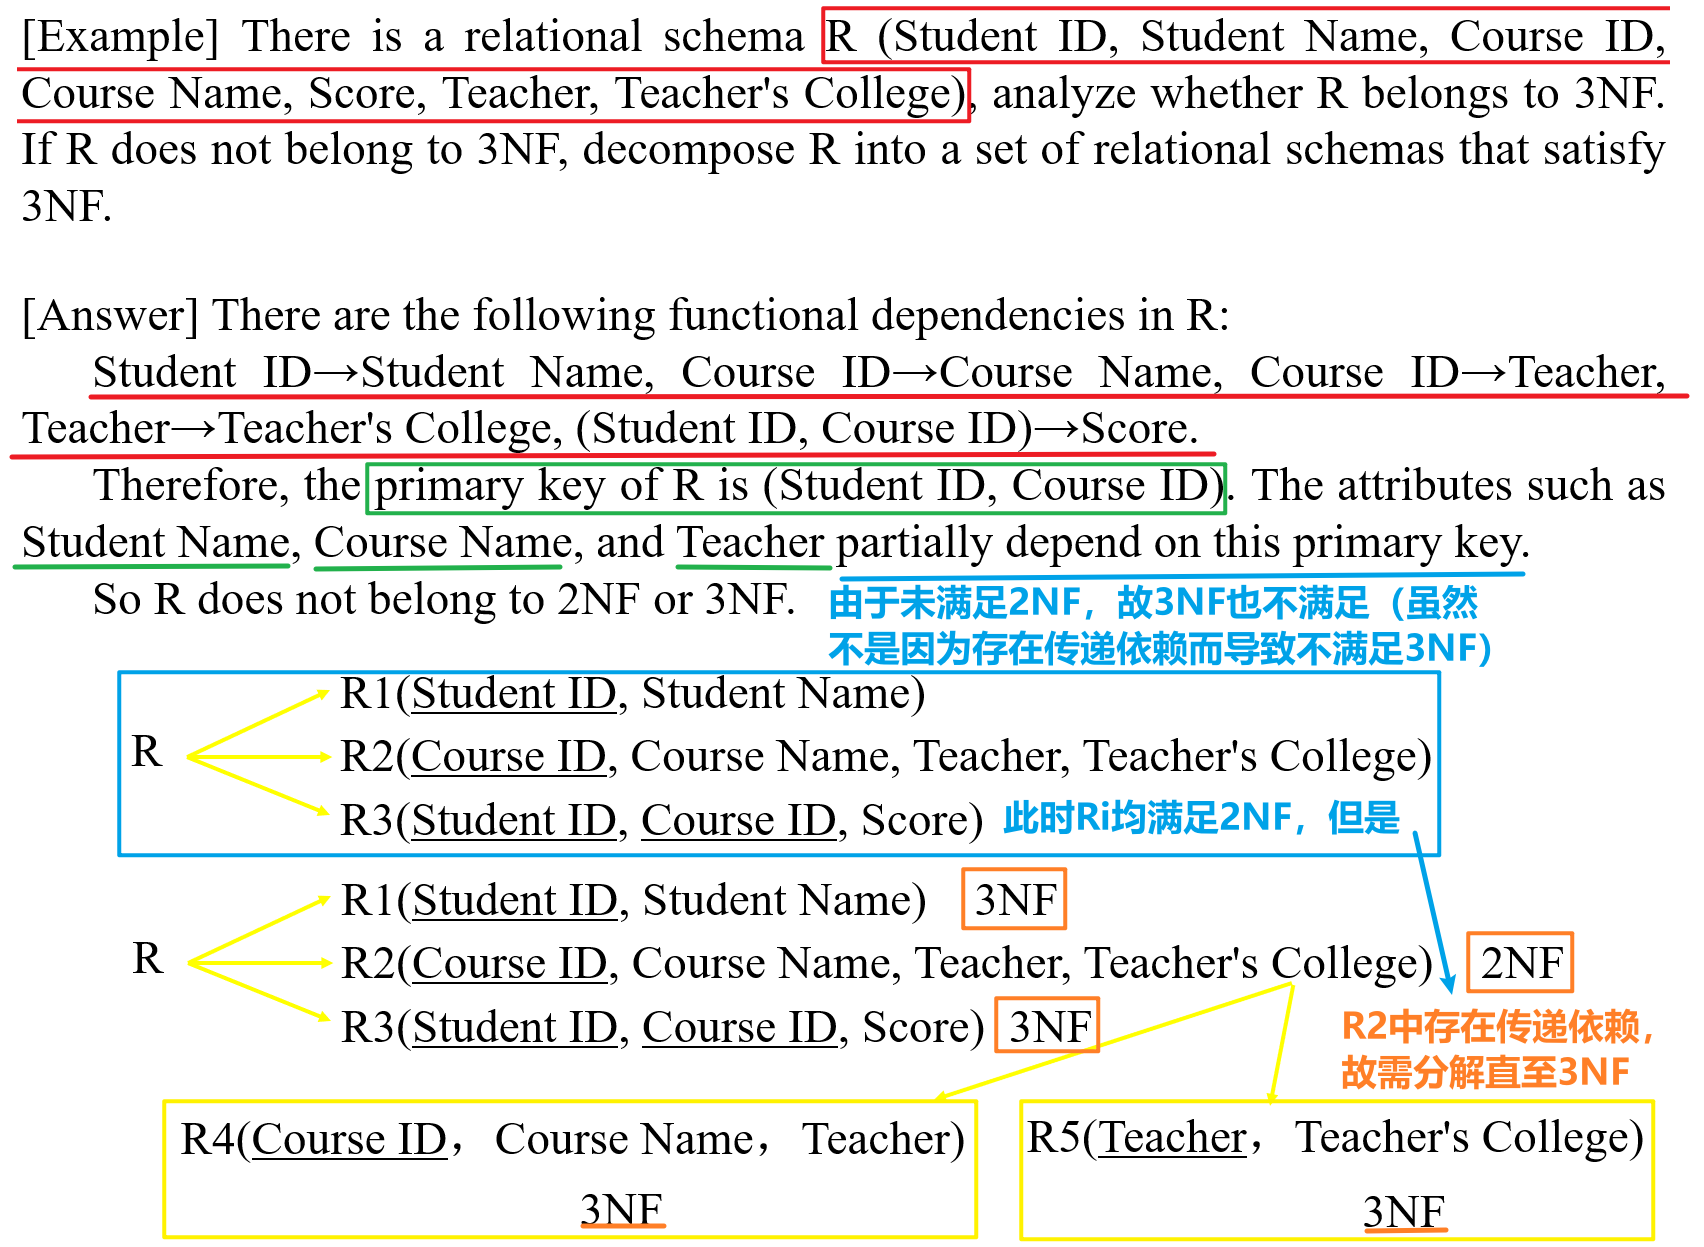 [Example] There is a relational schema R (Student ID, Student Name, Course ID,
Course Name, Score, Teacher, Teacher's College), analyze whether R belongs to 3NF.
If R does not belong to 3NF, decompose R into a set of relational schemas that satisfy
3NF.
[Answer] There are the following functional dependencies in R:
Student ID→Student Name, Course ID→Course Name, Course ID→Teacher,
Teacher→Teacher's College, (Student ID, Course ID)→Score.
Therefore, the primary key of R is (Student ID, Course ID). The attributes such as
Student Name, Course Name, and Teacher partially depend on this primary key.
So R does not belong to 2NF or 3NF.
由于未满足2NF，故3NF也不满足（虽然
不是因为存在传递依赖而导致不满足3NF）
R1(Student ID, Student Name)
R
R2(Course ID, Course Name, Teacher, Teacher's College)
R3(Student ID, Course ID, Score) 此时Ri均满足2NF，但是
R1(Student ID, Student Name) 3NF
R
R2(Course ID, Course Name, Teacher, Teacher's College) 2NF
R3(Student ID, Course ID, Score) 3NF
R2中存在传递依赖，
故需分解直至3NF
R4(Course ID， Course Name， Teacher)
3NF
R5(Teacher， Teacher's College)
3NF